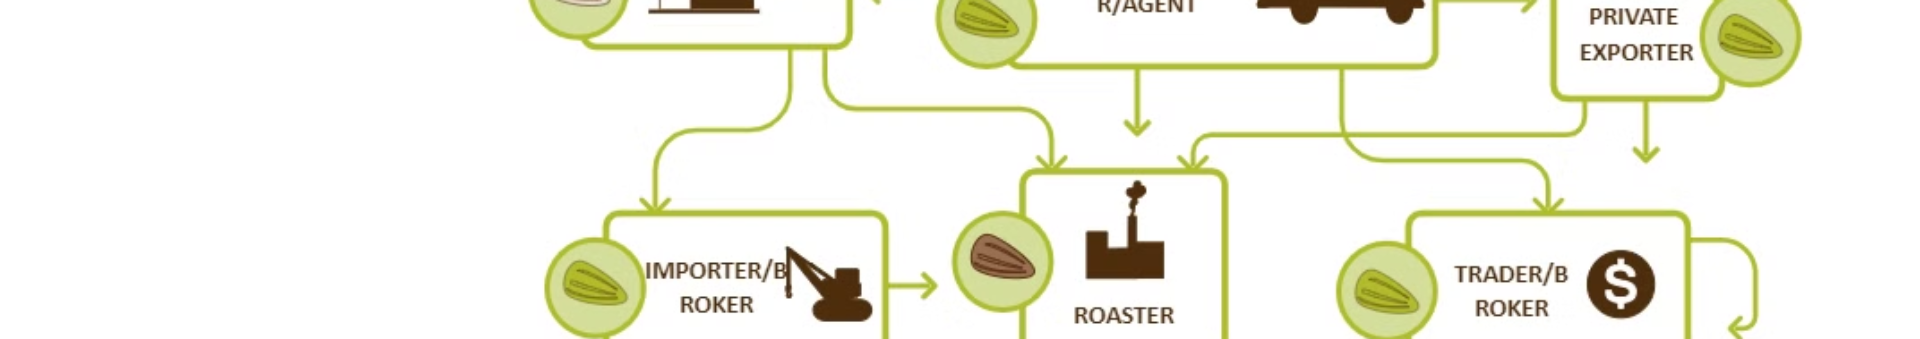 R/AGENT
PRIVATE
EXPORTER
IMPORTER/B
ROKER
ROASTER
TRADER/B
ROKER
$